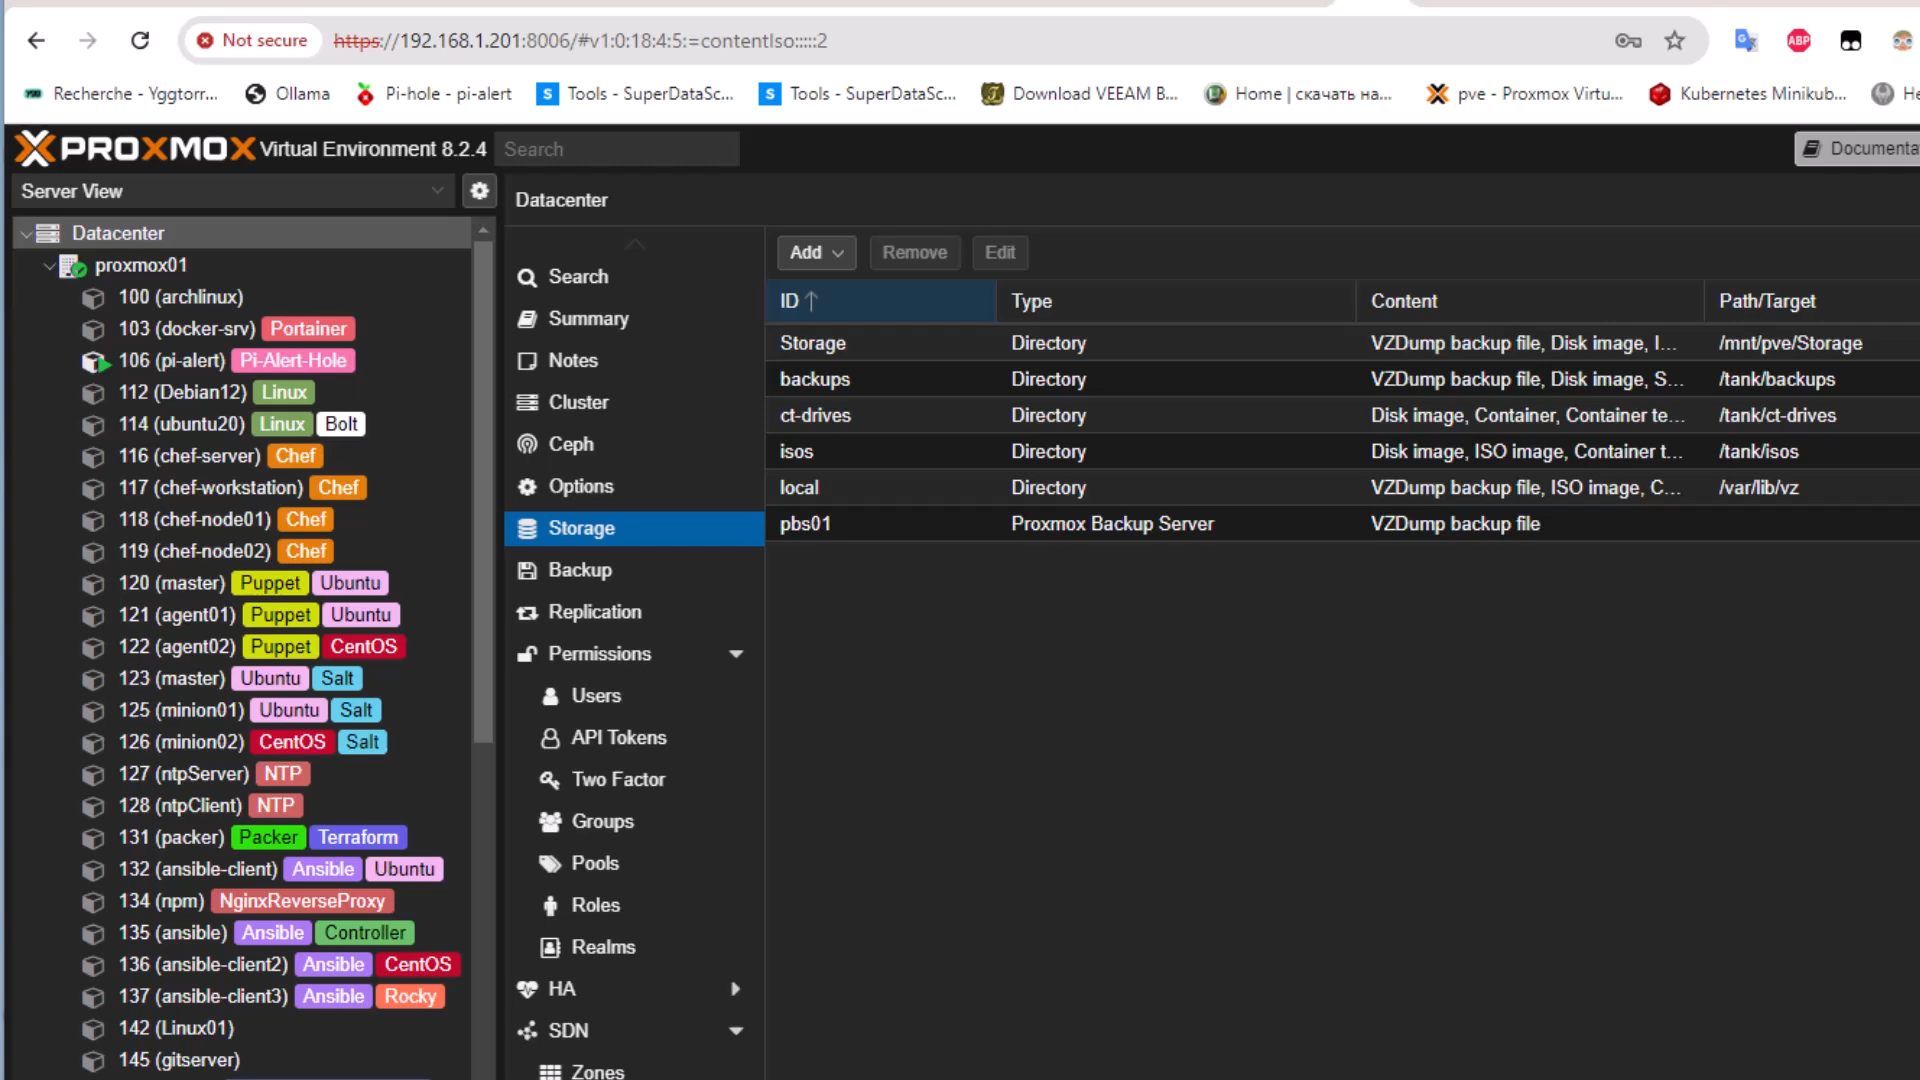 Not secure
https://192.168.1.201:8006/#v1:0:18:4:5:=contentIso:::::2
ABP
Recherche - Yggtorr...
Ollama
Pi-hole - pi-alert
S Tools - SuperDataSc...
S Tools - SuperDataSc...
Download VEEAM B...
Home | скачать на...
pve - Proxmox Virtu...
Kubernetes Minikub...
He
PROXMOX Virtual Environment 8.2.4
Search
Documenta
Server View
Datacenter
proxmox01
100 (archlinux)
103 (docker-srv) Portainer
106 (pi-alert) Pi-Alert-Hole
112 (Debian12) Linux
114 (ubuntu20) Linux Bolt
116 (chef-server) Chef
117 (chef-workstation) Chef
118 (chef-node01) Chef
119 (chef-node02) Chef
120 (master) Puppet Ubuntu
121 (agent01) Puppet Ubuntu
122 (agent02) Puppet CentOS
123 (master) Ubuntu Salt
125 (minion01) Ubuntu Salt
126 (minion02) CentOS Salt
127 (ntpServer) NTP
128 (ntpClient) NTP
131 (packer) Packer Terraform
132 (ansible-client) Ansible Ubuntu
134 (npm) NginxReverseProxy
135 (ansible) Ansible Controller
136 (ansible-client2) Ansible CentOS
137 (ansible-client3) Ansible Rocky
142 (Linux01)
145 (gitserver)
Datacenter
Search
Summary
Notes
Cluster
Ceph
Options
Storage
Backup
Replication
Permissions
Users
API Tokens
Two Factor
Groups
Pools
Roles
Realms
HA
SDN
Zones
Add Remove Edit
ID Type Content Path/Target
Storage Directory VZDump backup file, Disk image, I... /mnt/pve/Storage
backups Directory VZDump backup file, Disk image, S... /tank/backups
ct-drives Directory Disk image, Container, Container te... /tank/ct-drives
isos Directory Disk image, ISO image, Container t... /tank/isos
local Directory VZDump backup file, ISO image, C... /var/lib/vz
pbs01 Proxmox Backup Server VZDump backup file